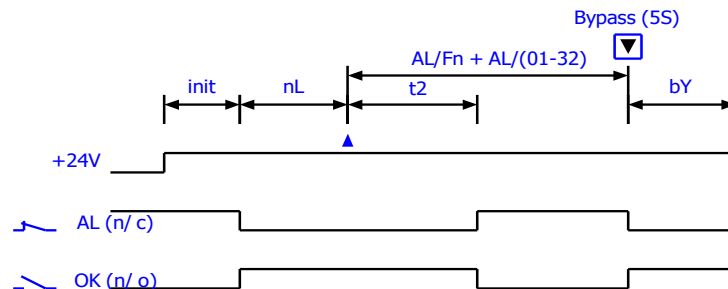 Bypass (5S)
AL/Fn + AL/(01-32)
init
nL
t2
bY
+24V
AL (n/ c)
OK (n/ o)